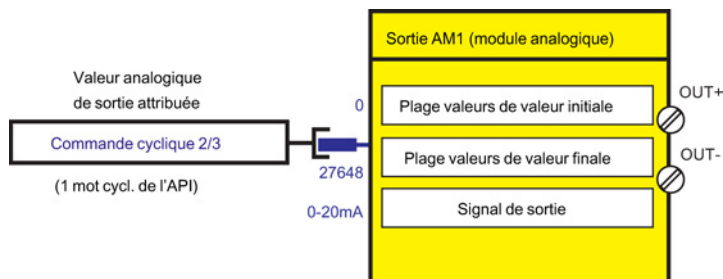 Sortie AM1 (module analogique)
Valeur analogique
de sortie attribuée
0
Plage valeurs de valeur initiale
OUT+
Commande cyclique 2/3
Plage valeurs de valeur finale
OUT-
27648
(1 mot cycl. de l'API)
0-20mA
Signal de sortie